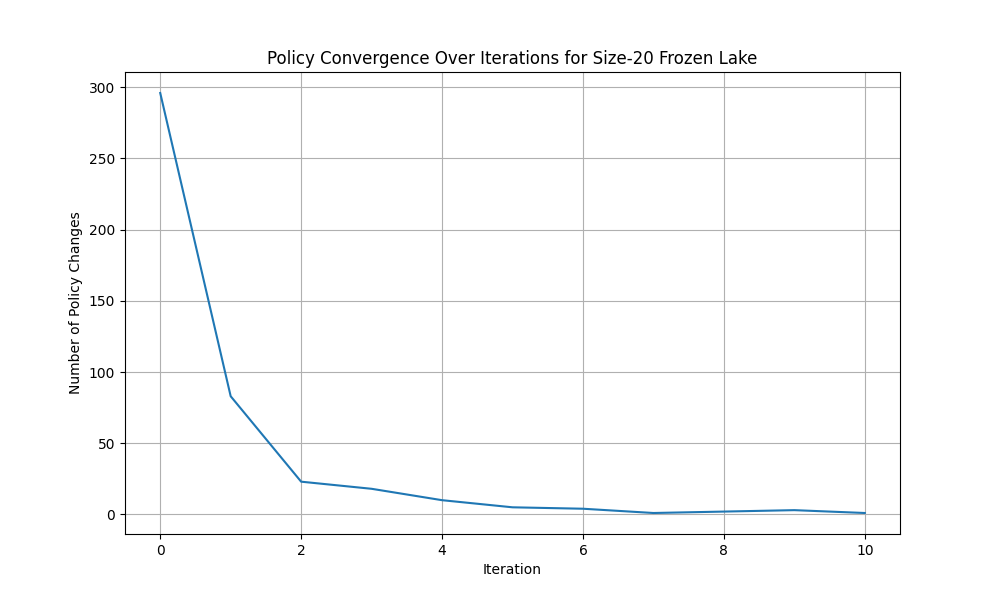 Policy Convergence Over Iterations for Size-20 Frozen Lake
300
250
200
150
100
50
0
Number of Policy Changes
0 2 4 6 8 10
Iteration